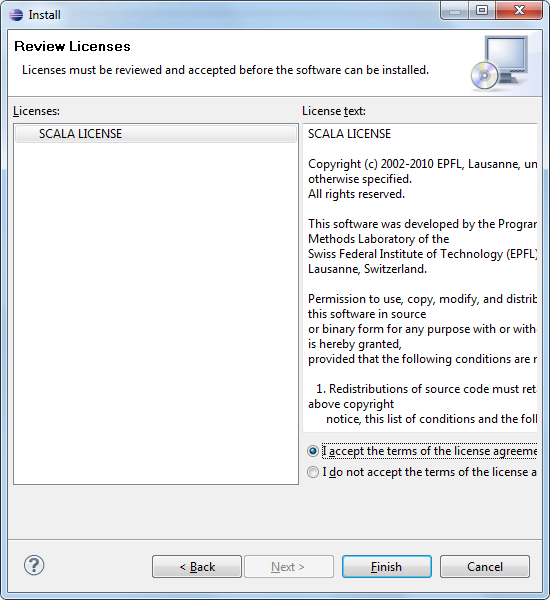 Install
Review Licenses
Licenses must be reviewed and accepted before the software can be installed.
Licenses:
SCALA LICENSE
License text:
SCALA LICENSE
Copyright (c) 2002-2010 EPFL, Lausanne, un
otherwise specified.
All rights reserved.
This software was developed by the Progra
Methods Laboratory of the
Swiss Federal Institute of Technology (EPFL)
Lausanne, Switzerland.
Permission to use, copy, modify, and distrib
this software in source
or binary form for any purpose with or with
is hereby granted,
provided that the following conditions are
1. Redistributions of source code must reta
above copyright
notice, this list of conditions and the foll
I accept the terms of the license agreeme
I do not accept the terms of the license a
?
< Back
Next >
Finish
Cancel